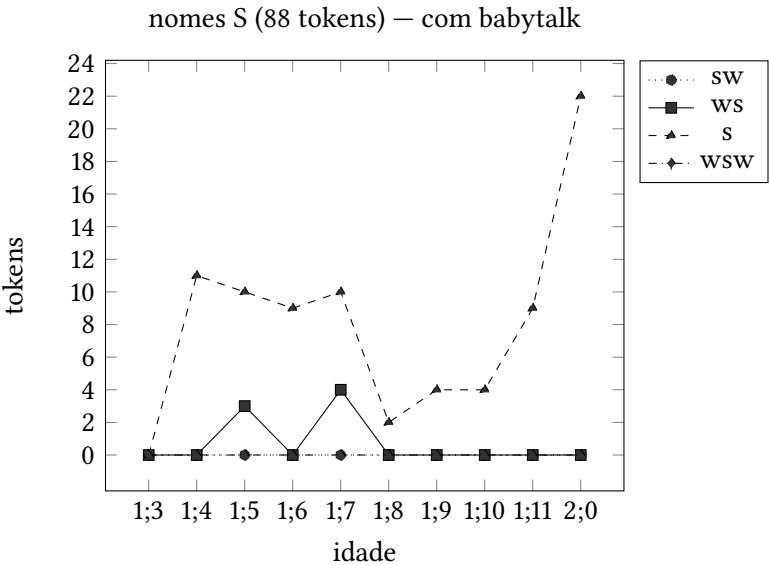 nomes S (88 tokens) — com babytalk
24
22
20
18
16
14
12
10
8
6
4
2
0
tokens
1;3 1;4 1;5 1;6 1;7 1;8 1;9 1;10 1;11 2;0
idade
sw
ws
s
wsw